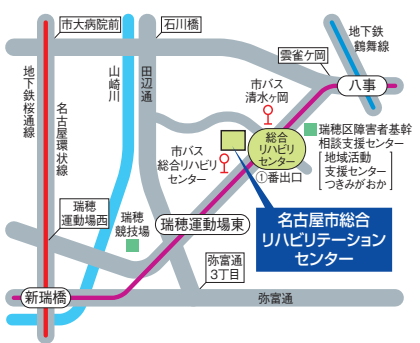 市大病院前
石川橋
地下鉄
鶴舞線
雲雀ケ岡
八事
地下鉄桜通線
名古屋環状線
山崎川
田辺通
市バス
清水ケ岡
総合
リハビリ
センター
瑞穂区障害者基幹
相談支援センター
地域活動
支援センター
つきみがおか
市バス
総合リハビリ
センター
①番出口
瑞穂
運動場西
瑞穂
競技場
瑞穂運動場東
名古屋市総合
リハビリテーション
センター
弥富通
3丁目
新瑞橋
弥富通